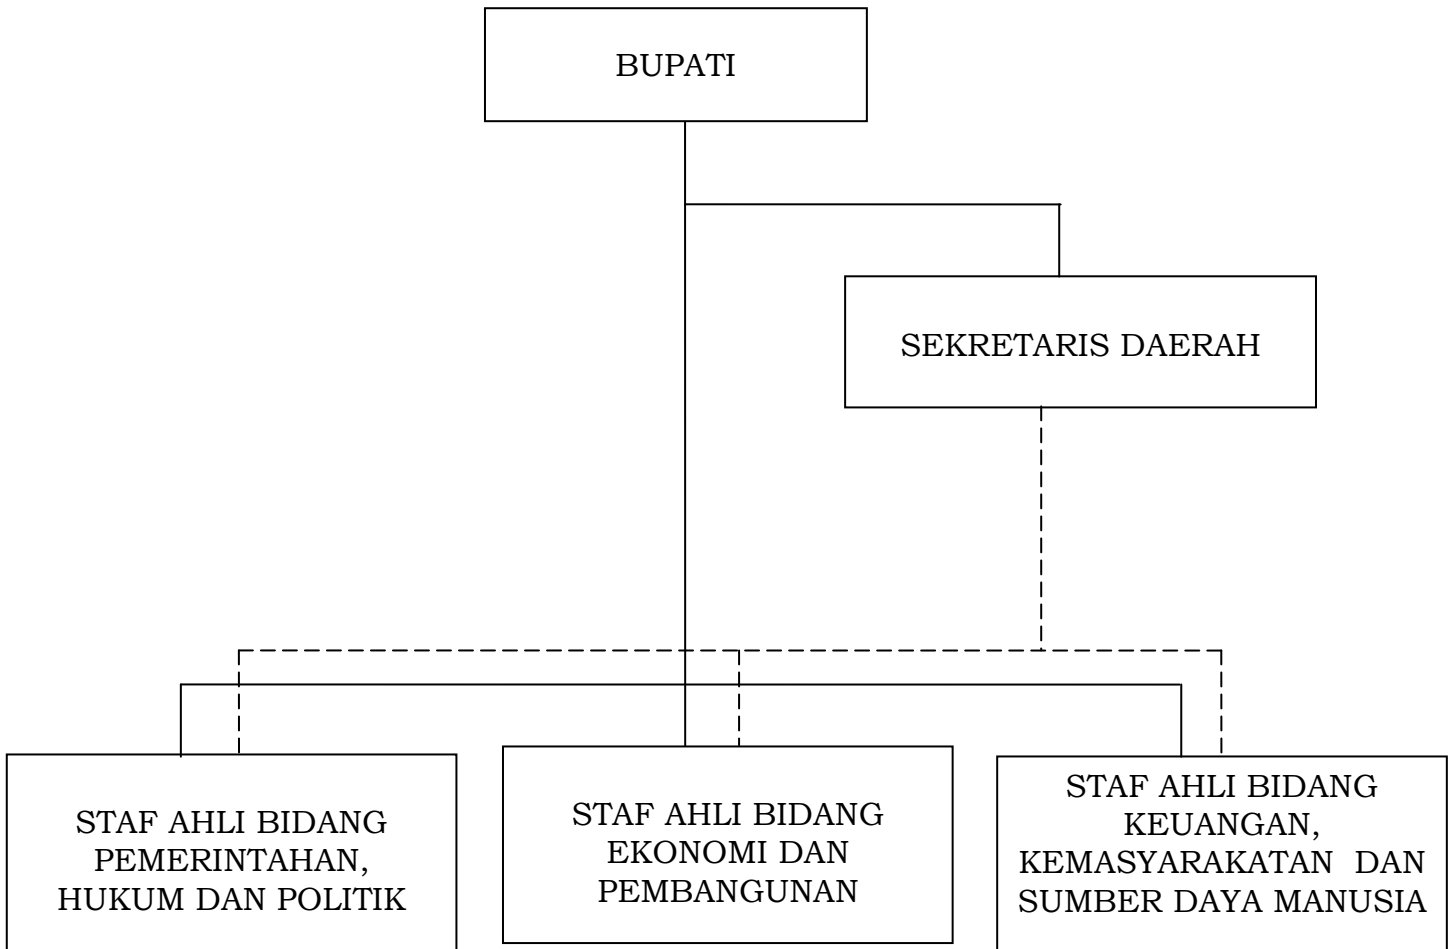 BUPATI
SEKRETARIS DAERAH
STAF AHLI BIDANG
PEMERINTAHAN,
HUKUM DAN POLITIK
STAF AHLI BIDANG
EKONOMI DAN
PEMBANGUNAN
STAF AHLI BIDANG
KEUANGAN,
KEMASYARAKATAN  DAN
SUMBER DAYA MANUSIA